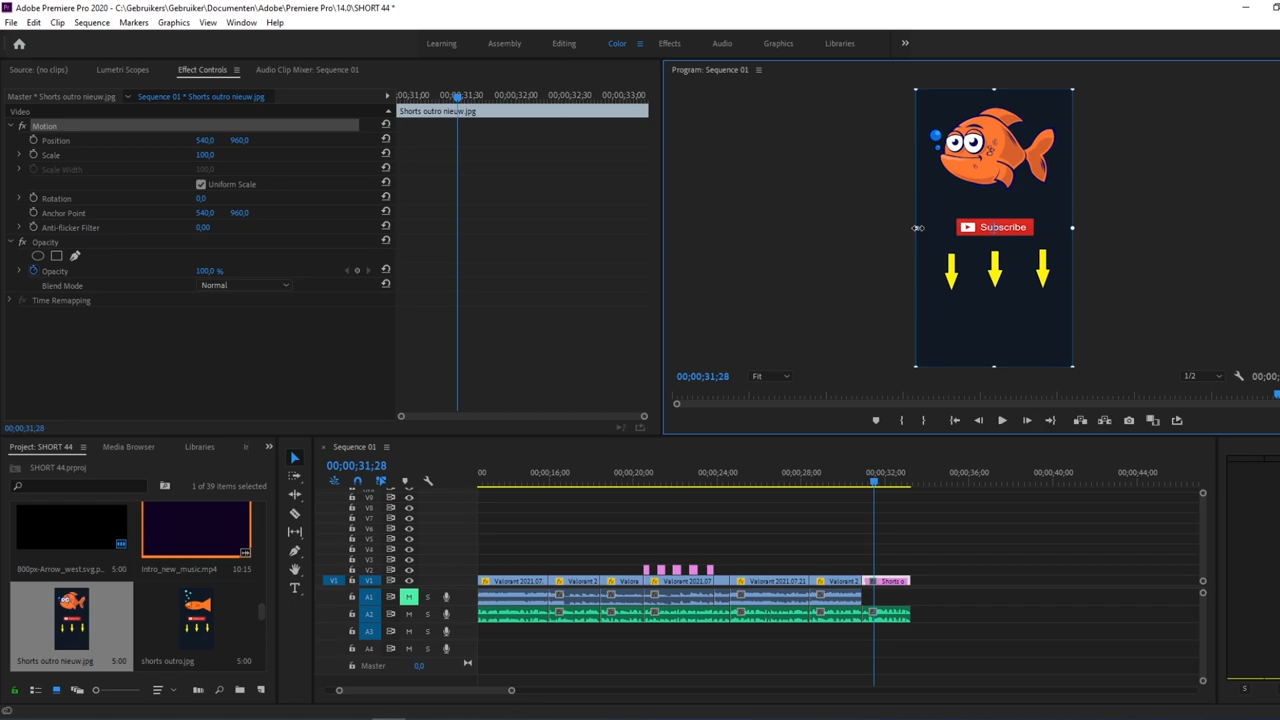 Adobe Premiere Pro 2020 - C:\Gebruikers\Gebruiker\Documenten\Adobe\Premiere Pro\14.0\SHORT 44 *
File Edit Clip Sequence Markers Graphics View Window Help
Learning Assembly Editing Color Effects Audio Graphics Libraries
Source: (no clips) Lumetri Scopes Effect Controls Audio Clip Mixer: Sequence 01
Program: Sequence 01
Master * Shorts outro nieuw.jpg Sequence 01 * Shorts outro nieuw.jpg
;00;31;00 00;00;31;30 00;00;32;00 00;00;32;30 00;00;33;00
Video
Shorts outro nieuw.jpg
fx Motion
Position 540,0 960,0
Scale 100,0
Scale Width 100,0
Uniform Scale
Rotation 0,0
Anchor Point 540,0 960,0
Anti-flicker Filter 0,00
fx Opacity
Opacity 100,0 %
Blend Mode Normal
Time Remapping
Subscribe
00;00;31;28 Fit 1/2 00;00;
00;00;31;28
Project: SHORT 44 Media Browser Libraries
SHORT 44.prproj
1 of 39 items selected
800px-Arrow_west.svg.p... 5:00
Intro_new_music.mp4 10:15
Shorts outro nieuw.jpg 5:00
shorts outro.jpg 5:00
Sequence 01
00;00;31;28
00 00;00;16;00 00;00;20;00 00;00;24;00 00;00;28;00 00;00;32;00 00;00;36;00 00;00;40;00 00;00;44;00
V9
V8
V7
V6
V5
V4
V3
V2
V1 V1 Valorant 2021.07. Valorant 2 Valora Valorant 2021.07 Valorant 2021.07.21 Valorant 2 Shorts o
A1 M S
A2 M S
A3 M S
A4 M S
Master 0,0
S